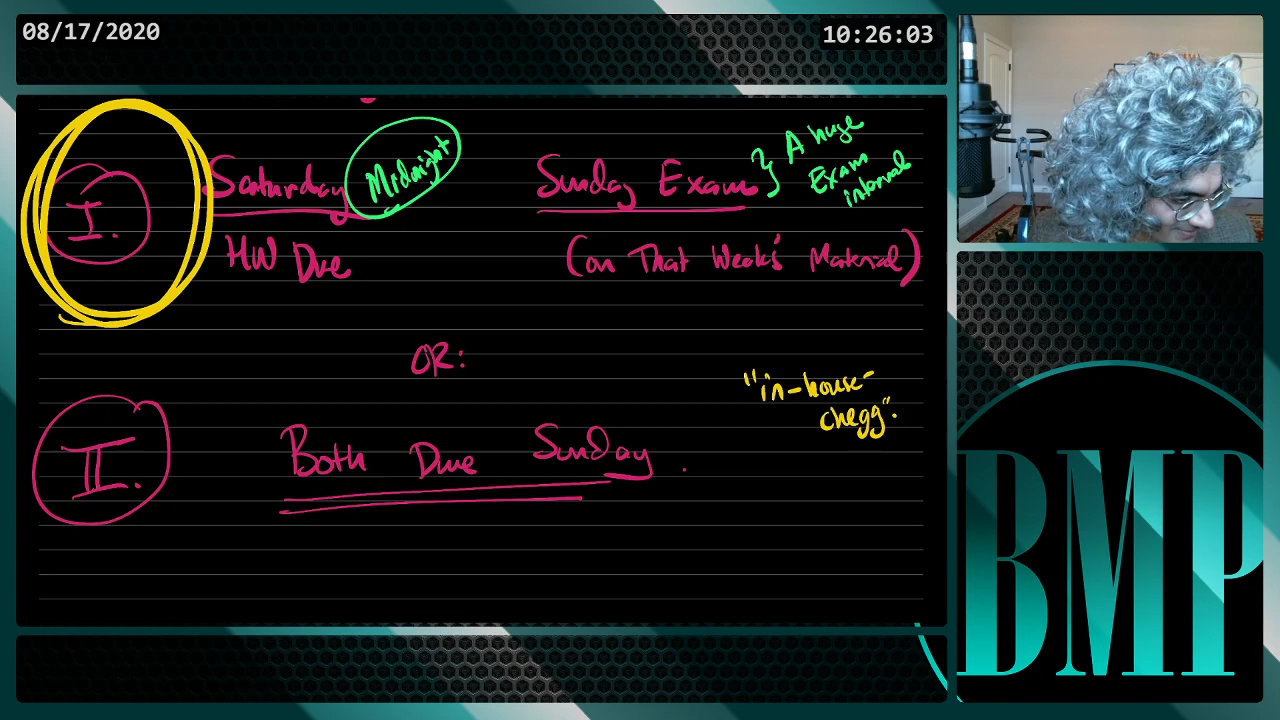 08/17/2020
10:26:03
I.
Saturday Midnight
Sunday Exam } A huge
Exam
interval
HW Due
(on That Week's Material)
OR:
"in-house-
chegg".
II.
Both Due Sunday.
BMP